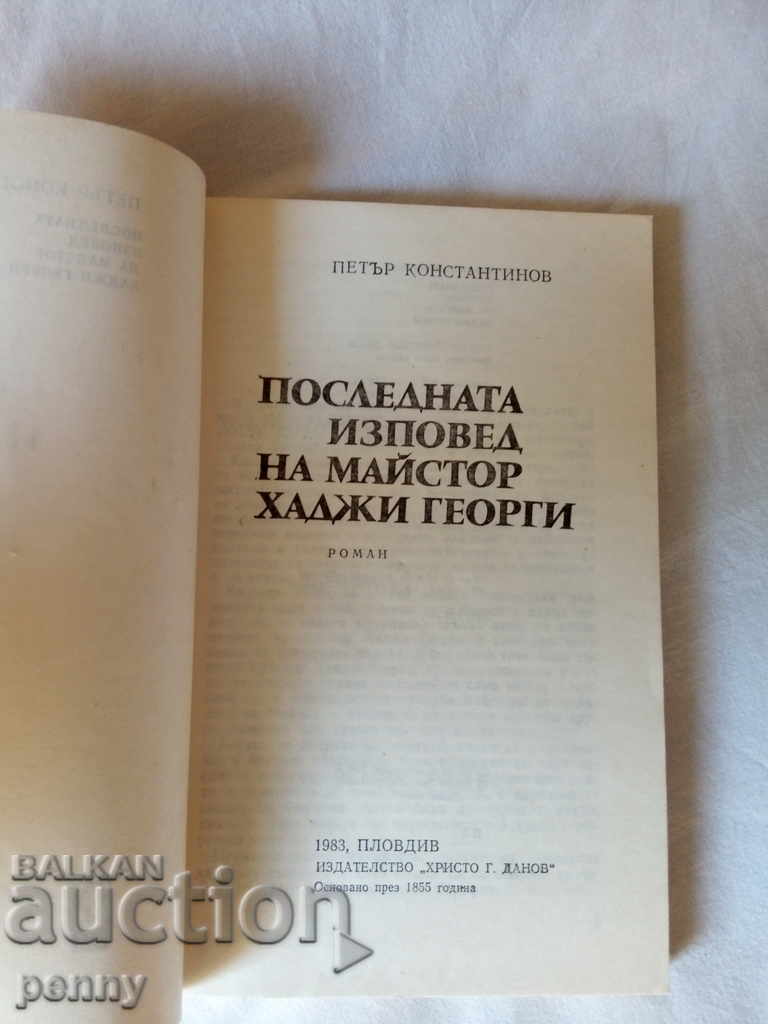 ПЕТЪР КОНСТАНТИНОВ
ПОСЛЕДНАТА
ИЗПОВЕД
НА МАЙСТОР
ХАДЖИ ГЕОРГИ
РОМАН
1983, ПЛОВДИВ
ИЗДАТЕЛСТВО „ХРИСТО Г. ДАНОВ"
Основано през 1855 година
BALKAN
auction
penny